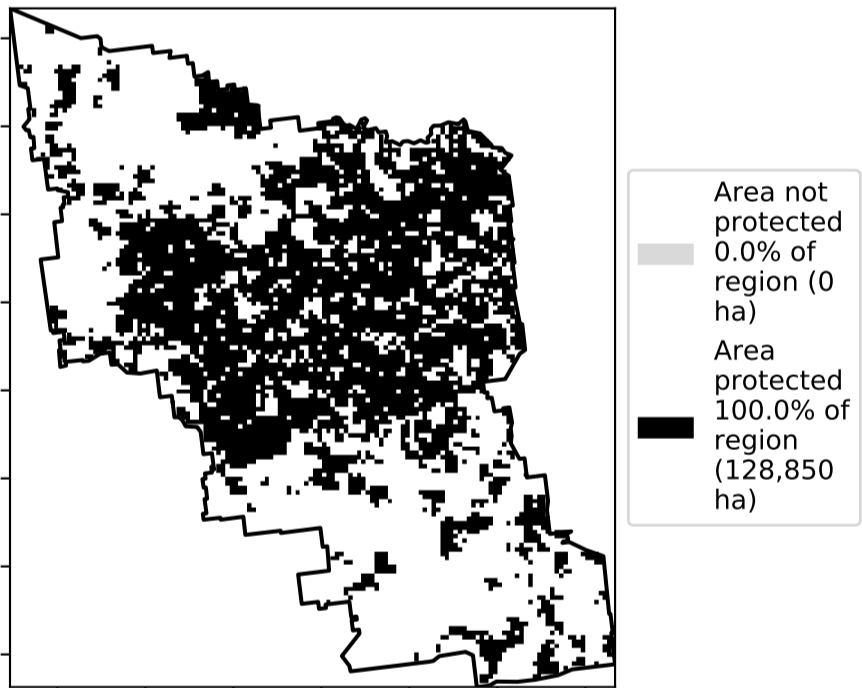 Area not
protected
0.0% of
region (0
ha)
Area
protected
100.0% of
region
(128,850
ha)